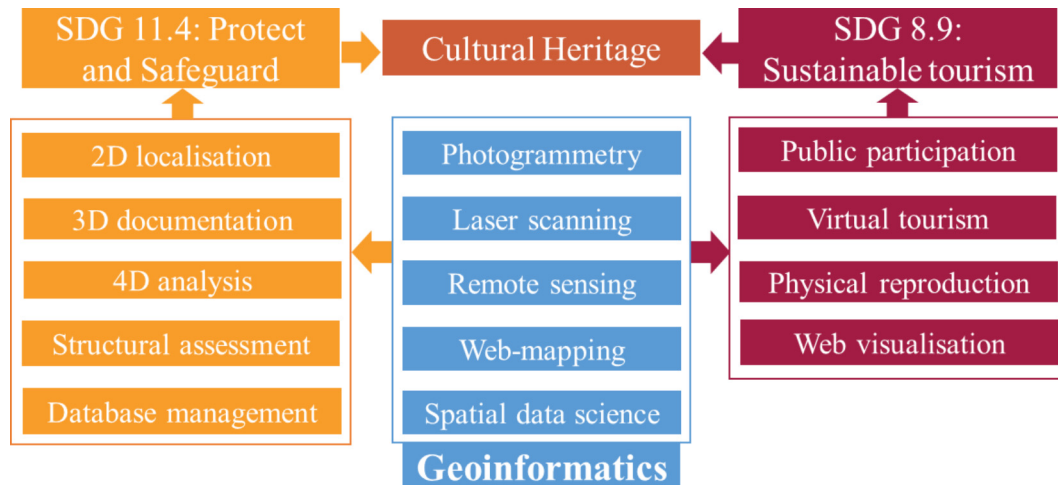 SDG 11.4: Protect
and Safeguard
Cultural Heritage
SDG 8.9:
Sustainable tourism
2D localisation
3D documentation
4D analysis
Structural assessment
Database management
Photogrammetry
Laser scanning
Remote sensing
Web-mapping
Spatial data science
Geoinformatics
Public participation
Virtual tourism
Physical reproduction
Web visualisation